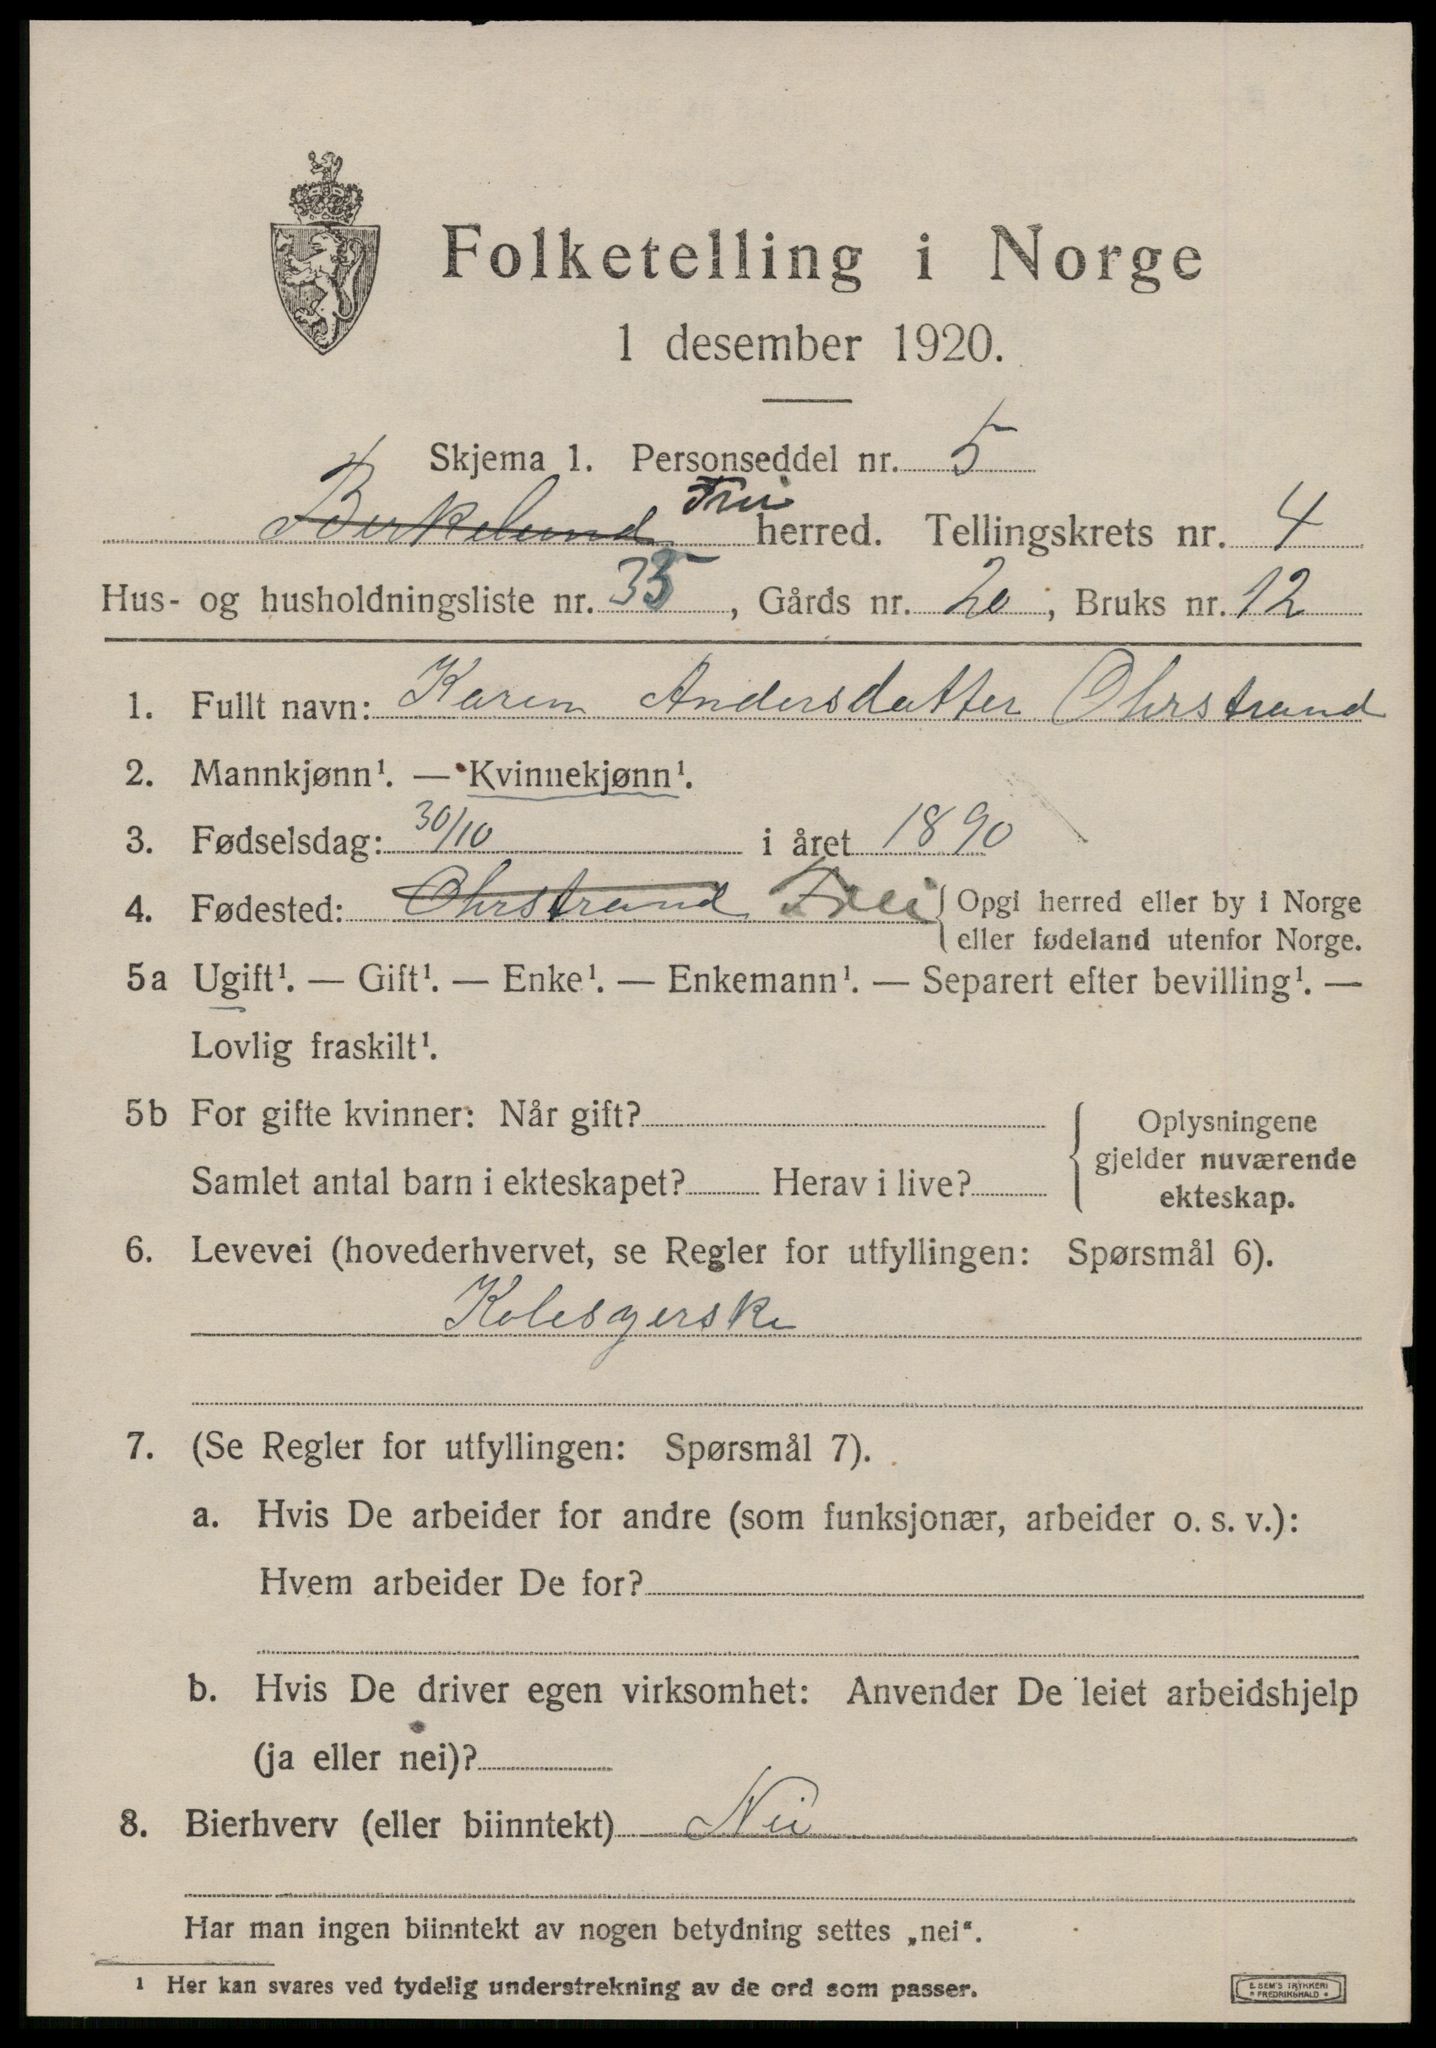 Folketelling i Norge
1 desember 1920.
Skjema 1. Personseddel nr. 5
Birkelund Frei herred. Tellingskrets nr. 4
Hus- og husholdningsliste nr. 35, Gårds nr. 20, Bruks nr. 12
1. Fullt navn: Karen Andersdatter Ohrstrand
2. Mannkjønn¹. — Kvinnekjønn¹.
3. Fødselsdag: 30/10 i året 1890
4. Fødested: Ohrstrand Frei { Opgi herred eller by i Norge
eller fødeland utenfor Norge.
5a Ugift¹. — Gift¹. — Enke¹. — Enkemann¹. — Separert efter bevilling¹. —
Lovlig fraskilt¹.
5b For gifte kvinner: Når gift? { Oplysningene
gjelder nuværende
Samlet antal barn i ekteskapet? Herav i live? ekteskap.
6. Levevei (hovederhvervet, se Regler for utfyllingen: Spørsmål 6).
Kolesyerske
7. (Se Regler for utfyllingen: Spørsmål 7).
a. Hvis De arbeider for andre (som funksjonær, arbeider o. s. v.):
Hvem arbeider De for?
b. Hvis De driver egen virksomhet: Anvender De leiet arbeidshjelp
(ja eller nei)?
8. Bierhverv (eller biinntekt) Nei
Har man ingen biinntekt av nogen betydning settes „nei“.
¹ Her kan svares ved tydelig understrekning av de ord som passer.
E. SEM'S TRYKKERI
* FREDRIKSHALD *